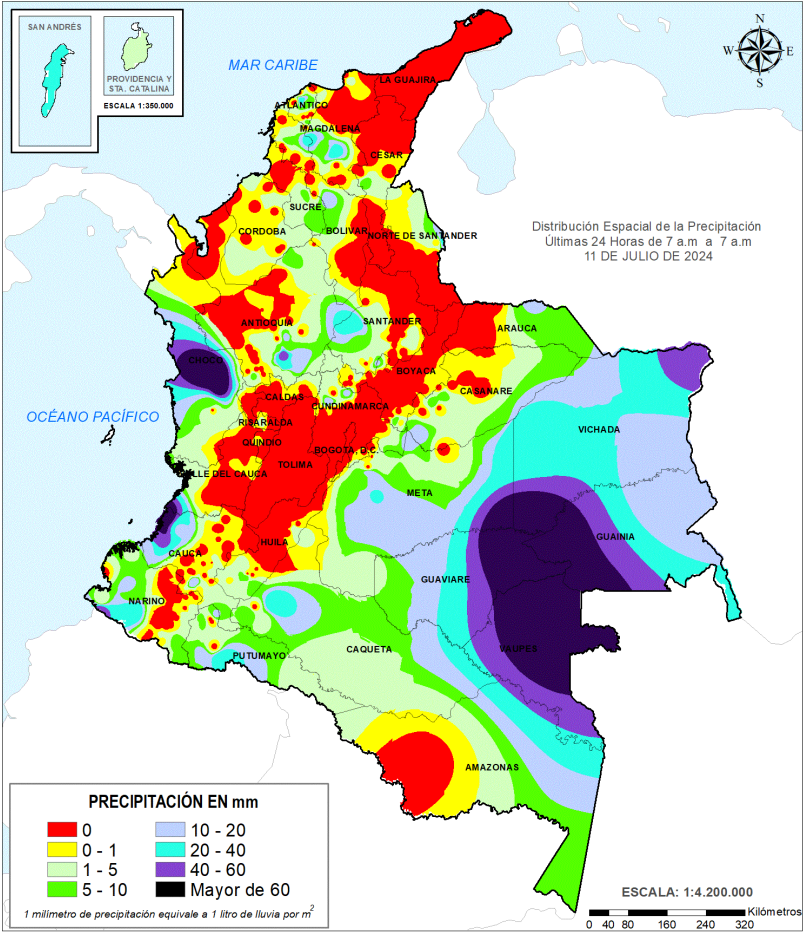 SAN ANDRÉS
PROVIDENCIA Y
STA. CATALINA
ESCALA 1:350.000
MAR CARIBE
N
W
E
S
LA GUAJIRA
ATLANTICO
MAGDALENA
CESAR
SUCRE
CORDOBA
BOLIVAR
NORTE DE SANTANDER
Distribución Espacial de la Precipitación
Últimas 24 Horas de 7 a.m a 7 a.m
11 DE JULIO DE 2024
ANTIOQUIA
SANTANDER
ARAUCA
CHOCO
BOYACA
CASANARE
CALDAS
CUNDINAMARCA
OCÉANO PACÍFICO
RISARALDA
VICHADA
QUINDIO
BOGOTA, D.C.
TOLIMA
VALLE DEL CAUCA
META
GUAINIA
HUILA
CAUCA
GUAVIARE
NARINO
CAQUETA
VAUPES
PUTUMAYO
AMAZONAS
PRECIPITACIÓN EN mm
0
0 - 1
1 - 5
5 - 10
10 - 20
20 - 40
40 - 60
Mayor de 60
1 milímetro de precipitación equivale a 1 litro de lluvia por m2
ESCALA: 1:4.200.000
Kilómetros
0 40 80 160 240 320